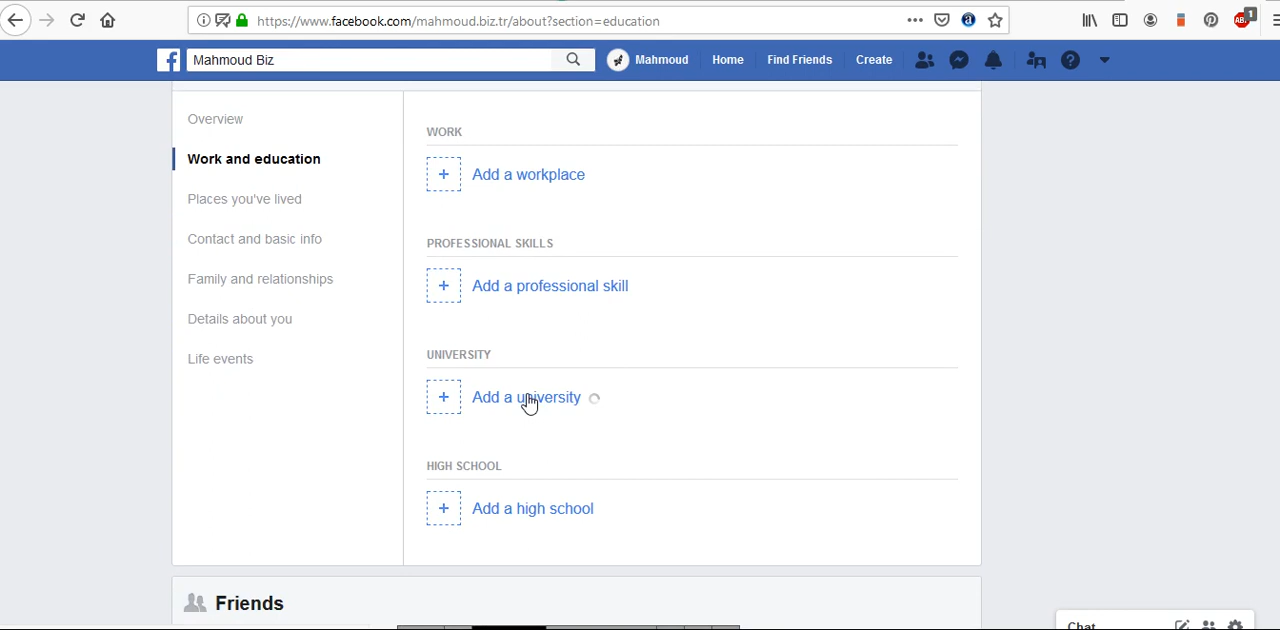 https://www.facebook.com/mahmoud.biz.tr/about?section=education
ABP 1
Mahmoud Biz
Mahmoud Home Find Friends Create
Overview
Work and education
Places you've lived
Contact and basic info
Family and relationships
Details about you
Life events
WORK
+ Add a workplace
PROFESSIONAL SKILLS
+ Add a professional skill
UNIVERSITY
+ Add a university
HIGH SCHOOL
+ Add a high school
Friends
Chat